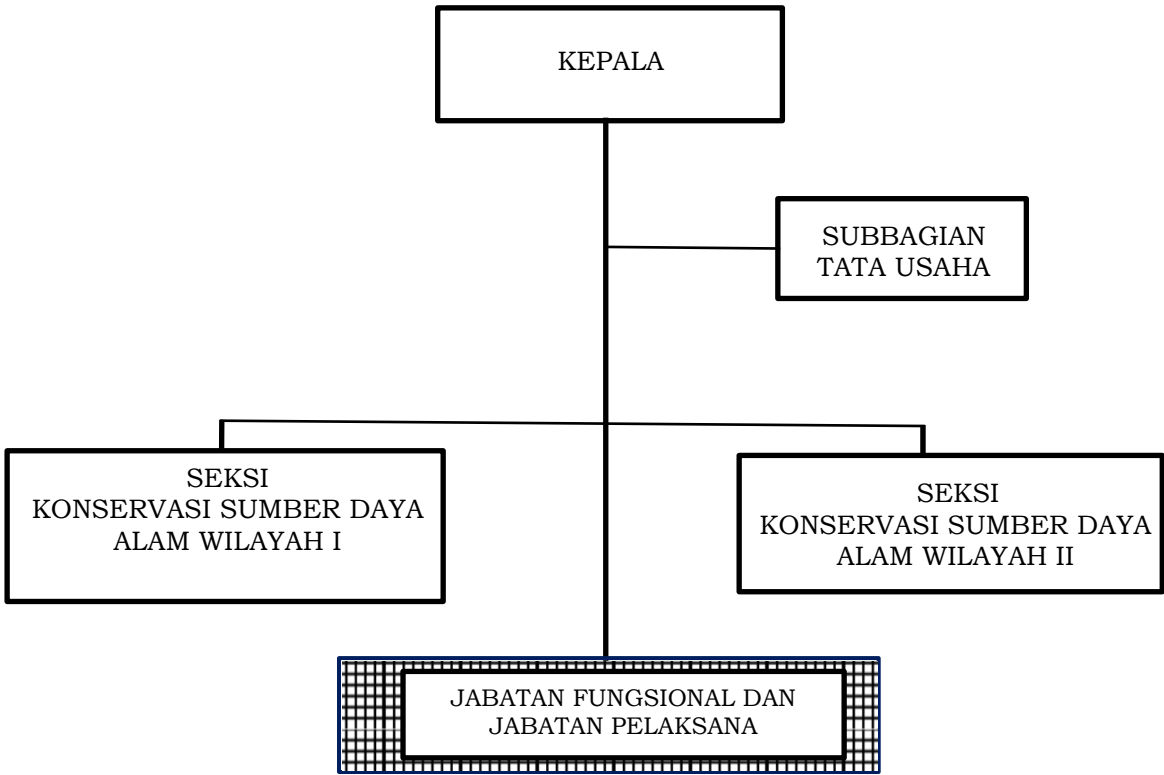 KEPALA
SUBBAGIAN
TATA USAHA
SEKSI
KONSERVASI SUMBER DAYA
ALAM WILAYAH I
SEKSI
KONSERVASI SUMBER DAYA
ALAM WILAYAH II
JABATAN FUNGSIONAL DAN
JABATAN PELAKSANA